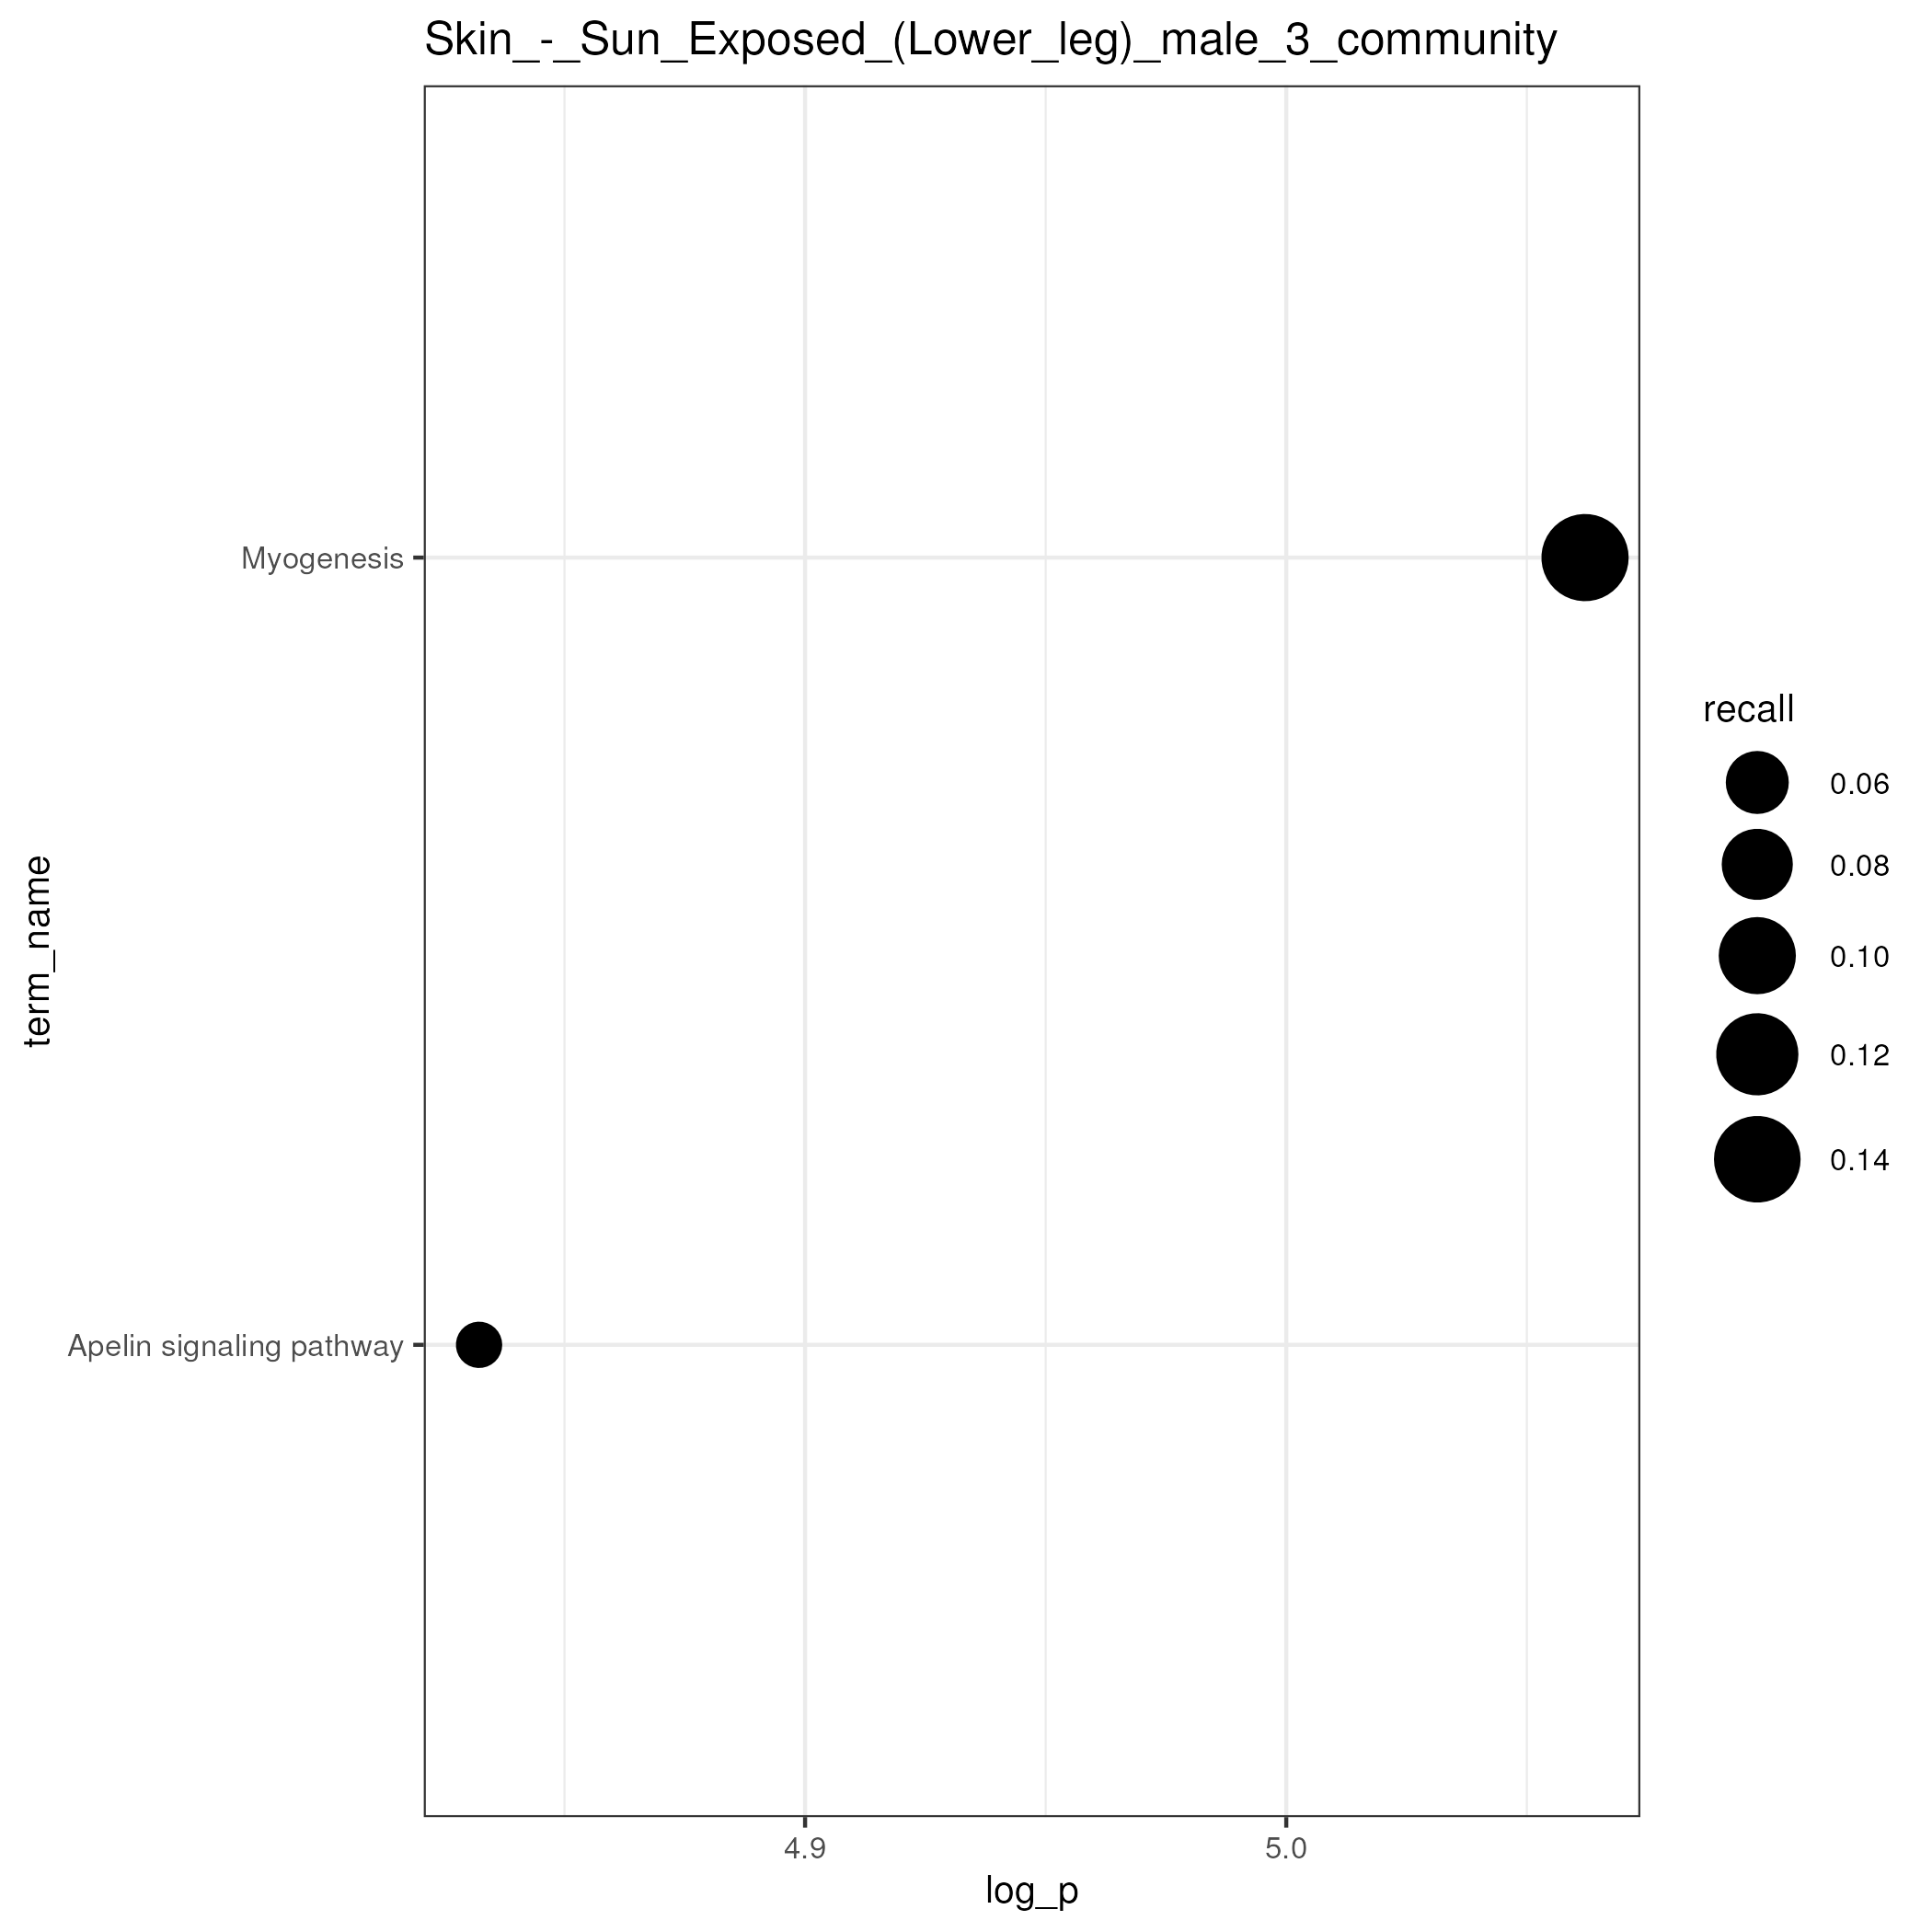 Skin_-_Sun_Exposed_(Lower_leg)_male_3_community
Myogenesis
Apelin signaling pathway
term_name
4.9
5.0
log_p
recall
0.06
0.08
0.10
0.12
0.14